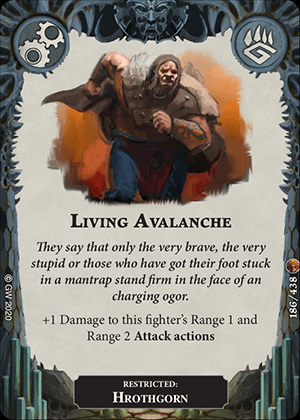 Living Avalanche
They say that only the very brave, the very
stupid or those who have got their foot stuck
in a mantrap stand firm in the face of an
charging ogor.
+1 Damage to this fighter's Range 1 and
Range 2 Attack actions
© GW 2020
186/438
RESTRICTED:
Hrothgorn